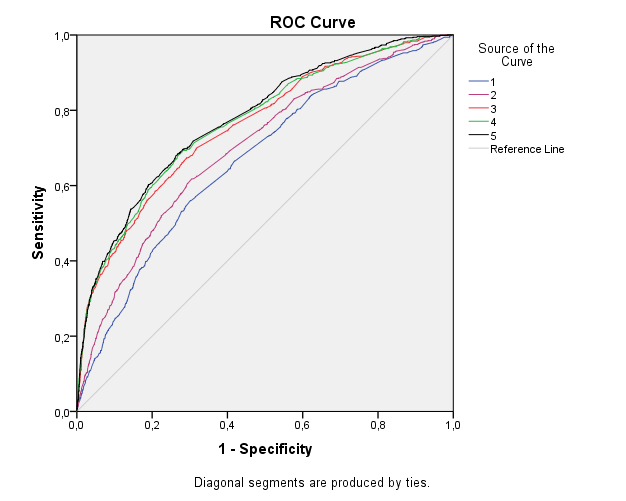 ROC Curve
Source of the
Curve
1
2
3
4
5
Reference Line
Sensitivity
1,0
0,8
0,6
0,4
0,2
0,0
0,0 0,2 0,4 0,6 0,8 1,0
1 - Specificity
Diagonal segments are produced by ties.